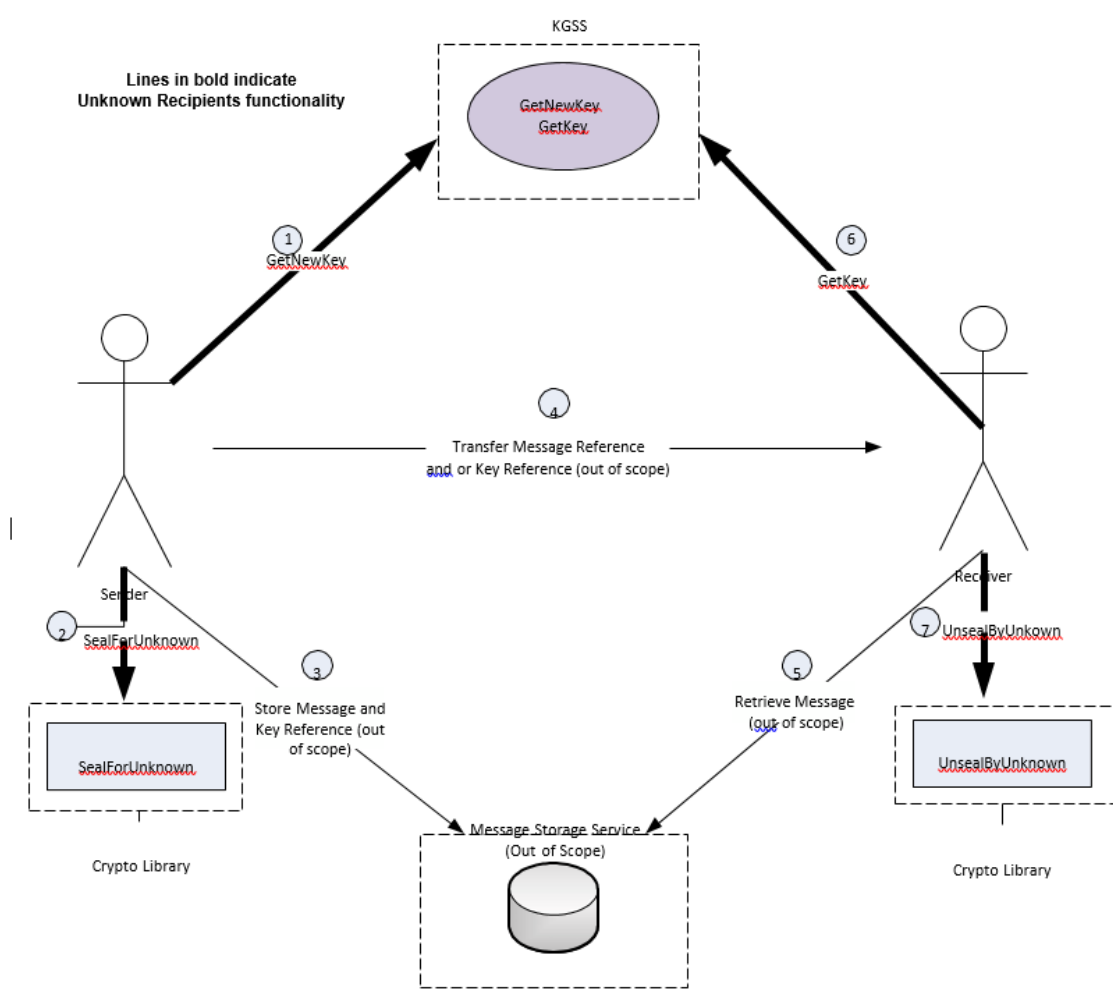 KGSS
Lines in bold indicate
Unknown Recipients functionality
GetNewKey
GetKey
1
GetNewKey
6
GetKey
4
Transfer Message Reference
and or Key Reference (out of scope)
Sender
Receiver
2
SealForUnknown
7
UnsealByUnkown
3
Store Message and
Key Reference (out
of scope)
5
Retrieve Message
(out of scope)
SealForUnknown
UnsealByUnknown
Message Storage Service
(Out of Scope)
Crypto Library
Crypto Library